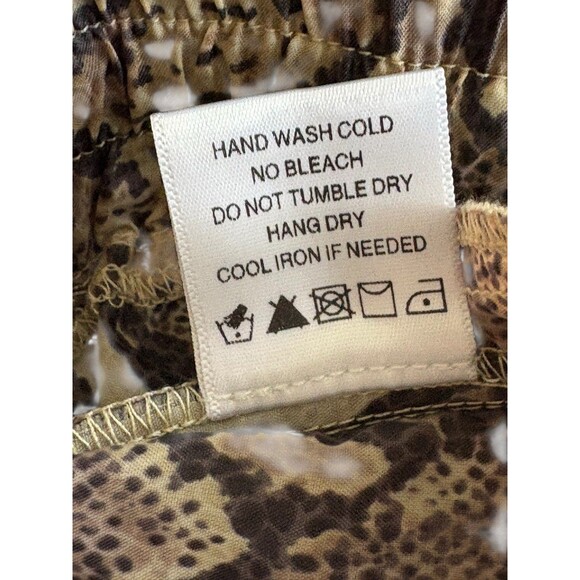 HAND WASH COLD
NO BLEACH
DO NOT TUMBLE DRY
HANG DRY
COOL IRON IF NEEDED